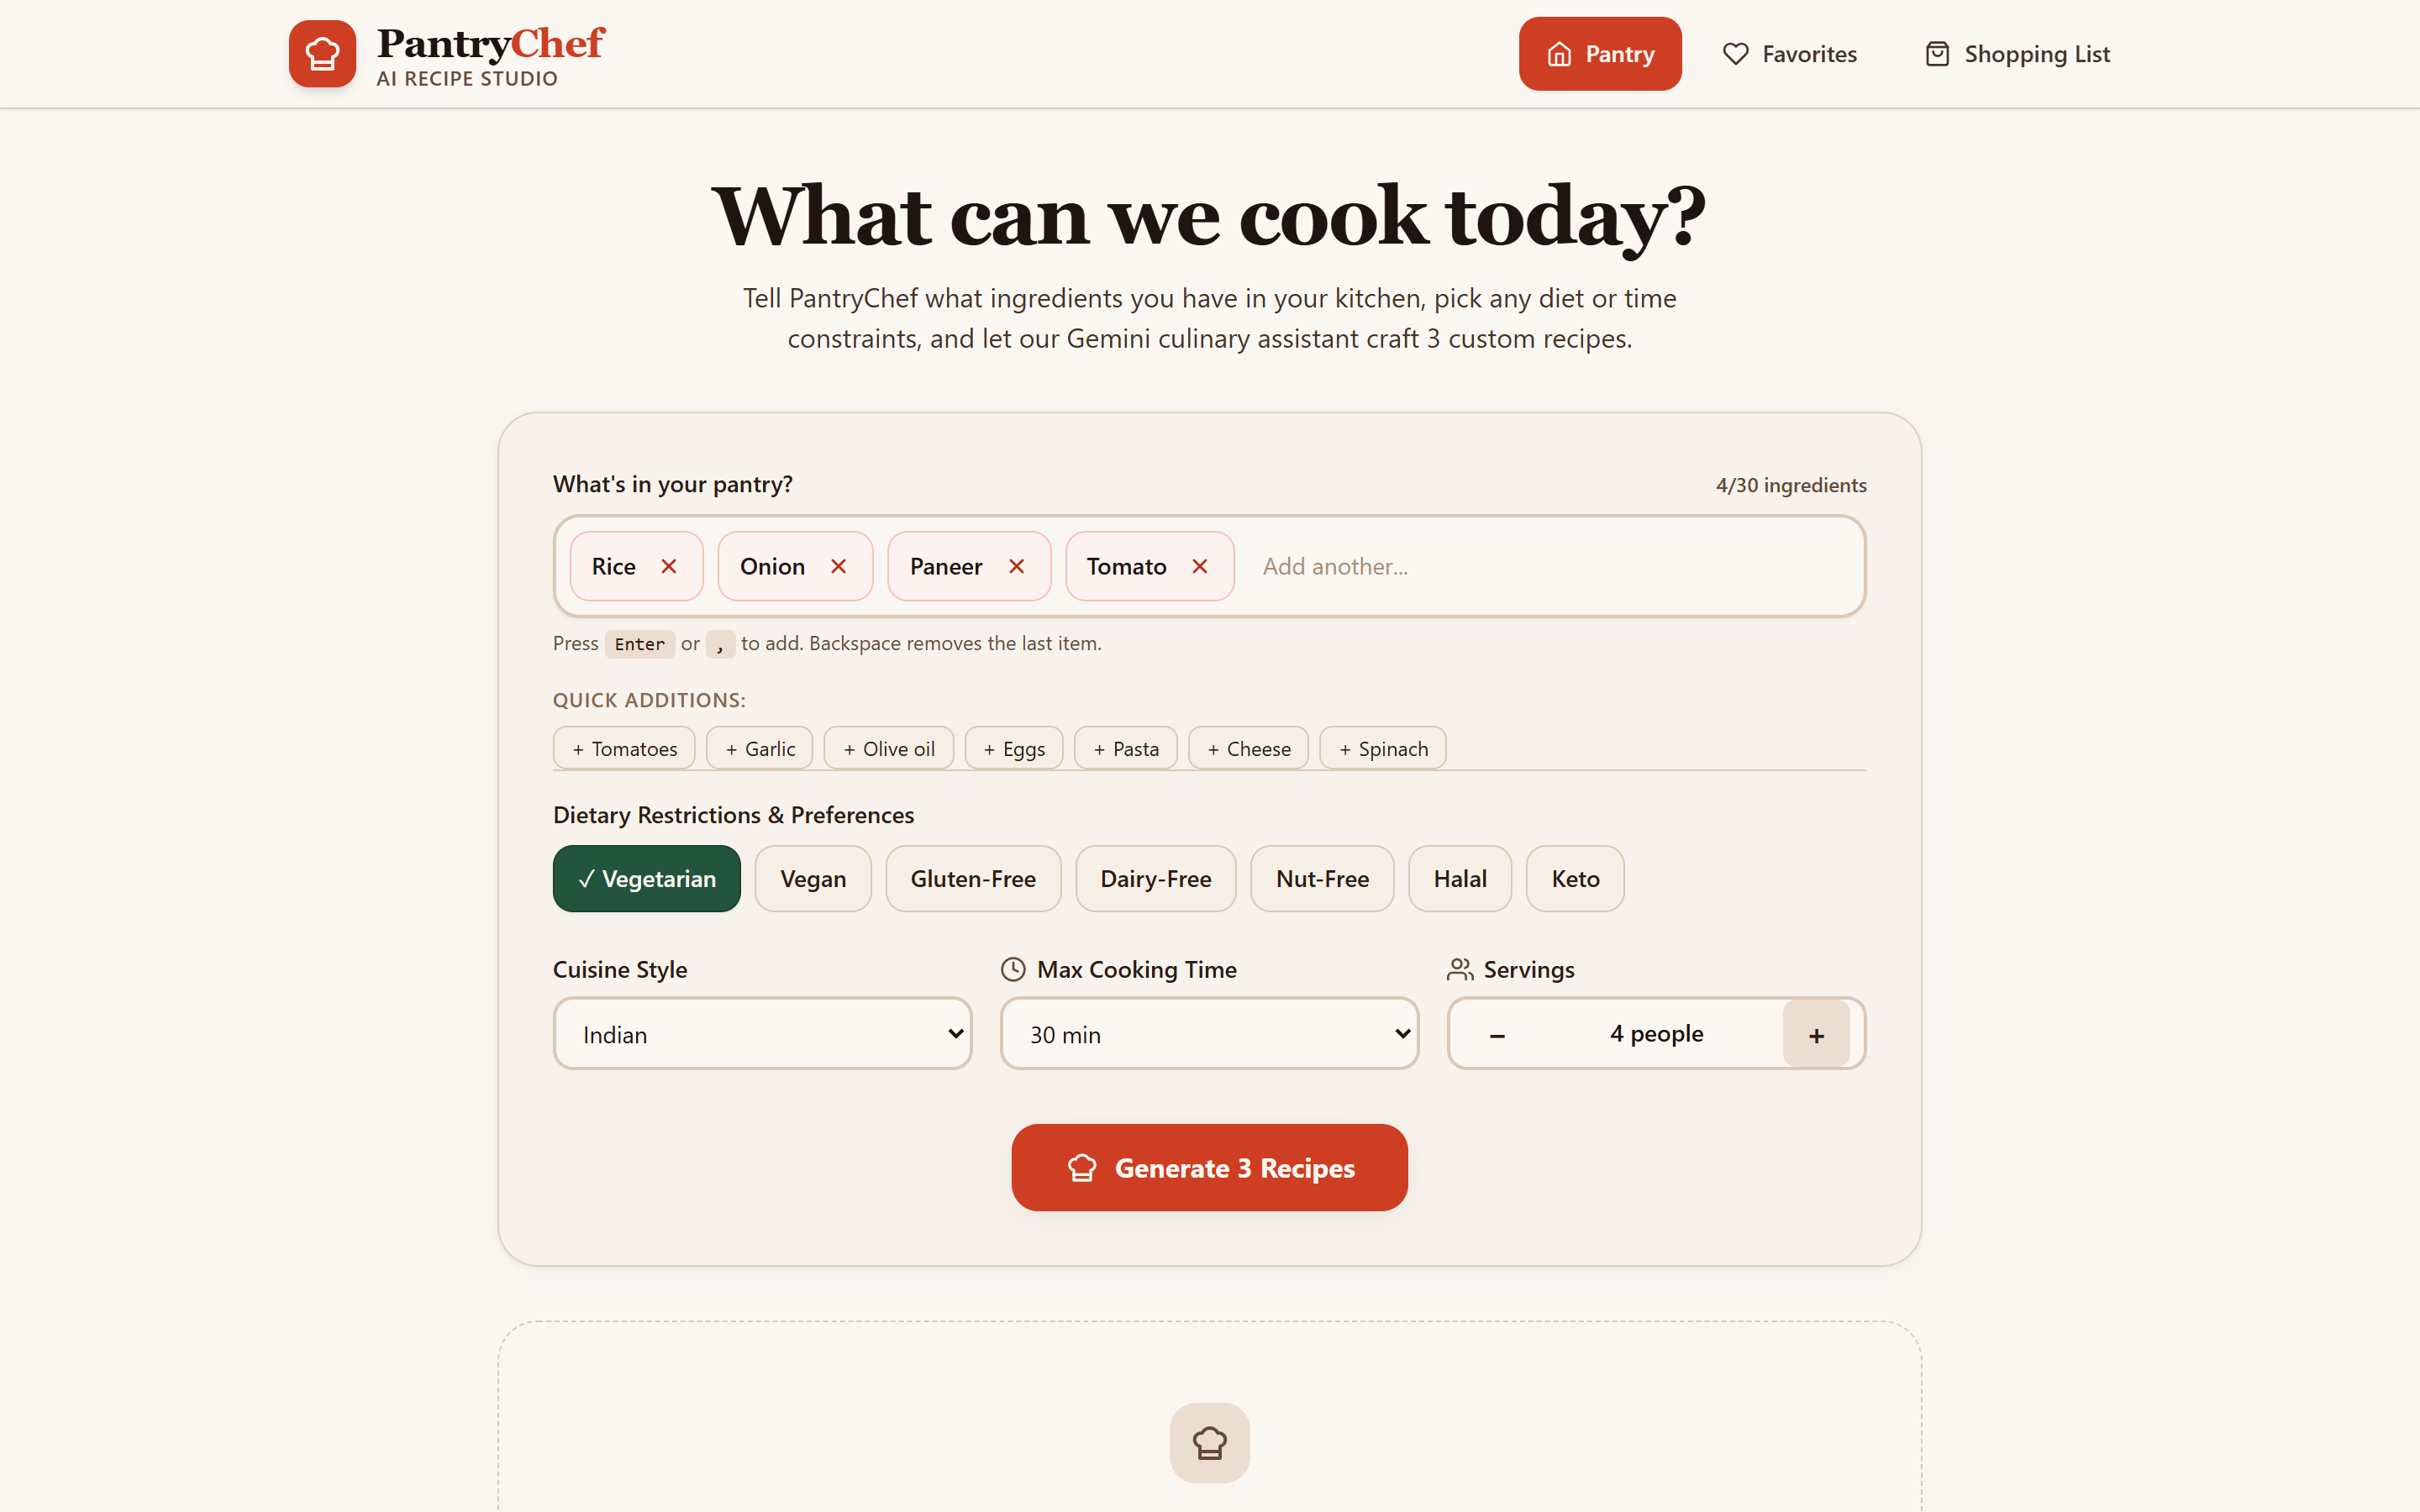 PantryChef
AI RECIPE STUDIO
Pantry
Favorites
Shopping List
What can we cook today?
Tell PantryChef what ingredients you have in your kitchen, pick any diet or time
constraints, and let our Gemini culinary assistant craft 3 custom recipes.
What's in your pantry?
4/30 ingredients
Rice ✕ Onion ✕ Paneer ✕ Tomato ✕ Add another...
Press Enter or , to add. Backspace removes the last item.
QUICK ADDITIONS:
+ Tomatoes + Garlic + Olive oil + Eggs + Pasta + Cheese + Spinach
Dietary Restrictions & Preferences
✓ Vegetarian Vegan Gluten-Free Dairy-Free Nut-Free Halal Keto
Cuisine Style Max Cooking Time Servings
Indian 30 min − 4 people +
Generate 3 Recipes